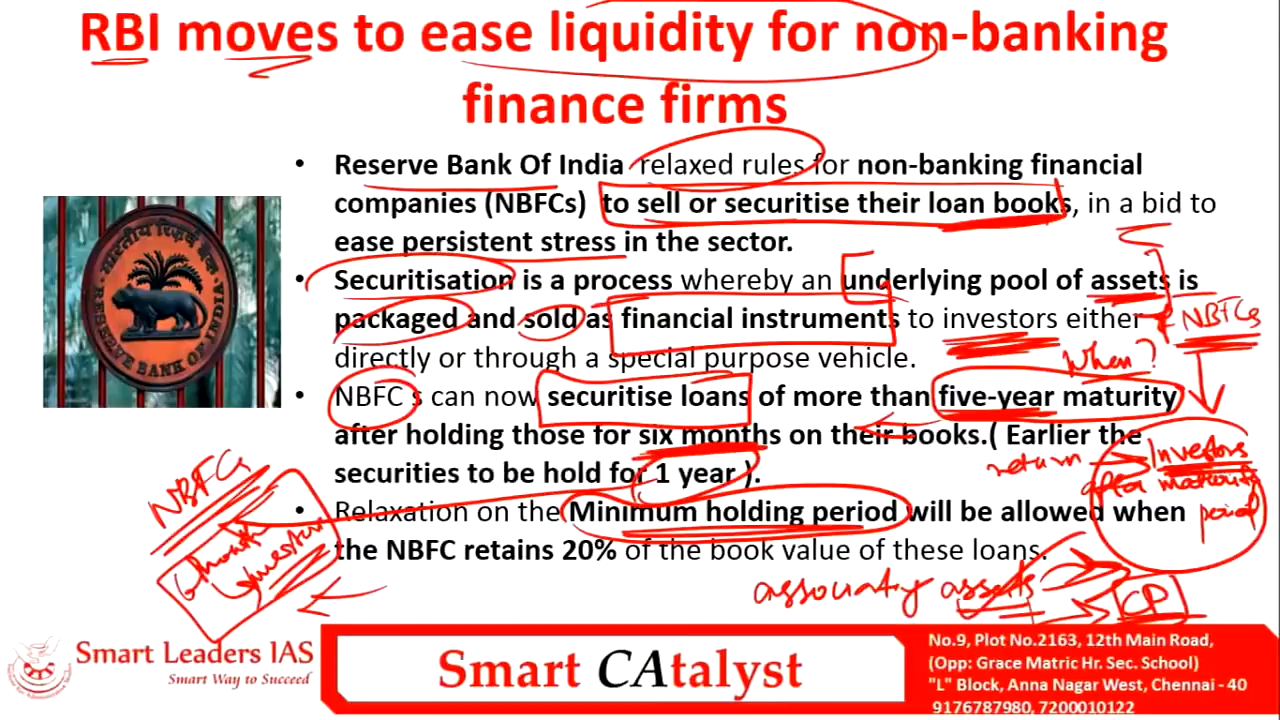 RBI moves to ease liquidity for non-banking
finance firms
• Reserve Bank Of India relaxed rules for non-banking financial
companies (NBFCs) to sell or securitise their loan books, in a bid to
ease persistent stress in the sector.
• Securitisation is a process whereby an underlying pool of assets is
packaged and sold as financial instruments to investors either
directly or through a special purpose vehicle.
• NBFC s can now securitise loans of more than five-year maturity
after holding those for six months on their books.( Earlier the
securities to be hold for 1 year ).
• Relaxation on the Minimum holding period will be allowed when
the NBFC retains 20% of the book value of these loans.
NBFCs
When?
return
Investors
after maturity
period
NBFCs
6 month
investors
assets
CP
भारतीय रिज़र्व बैंक
RESERVE BANK OF INDIA
Smart Leaders IAS
Smart Way to Succeed
Smart CAtalyst
No.9, Plot No.2163, 12th Main Road,
(Opp: Grace Matric Hr. Sec. School)
"L" Block, Anna Nagar West, Chennai - 40
9176787980, 7200010122